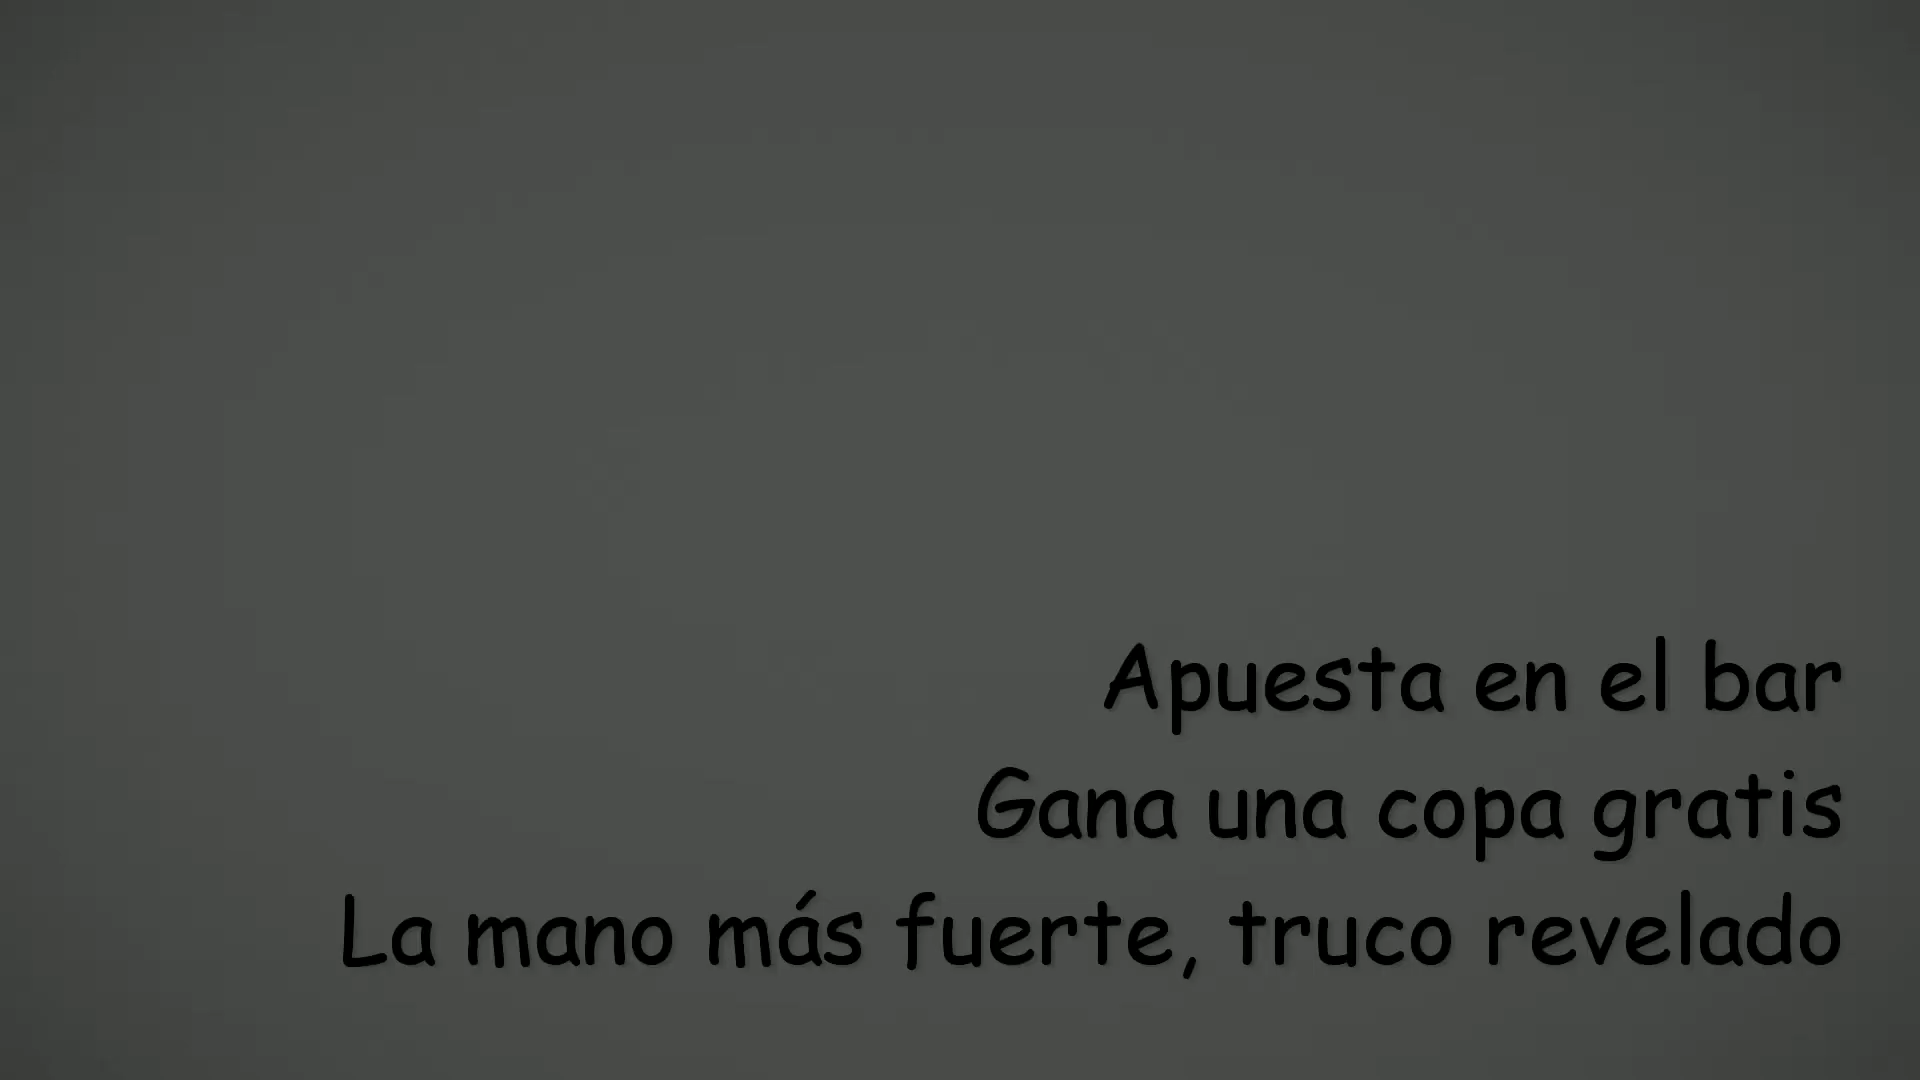 Apuesta en el bar
Gana una copa gratis
La mano más fuerte, truco revelado